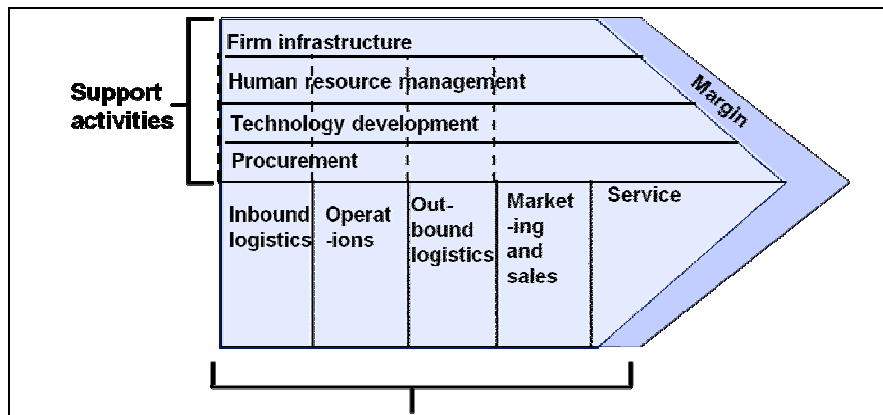 Firm infrastructure
Human resource management
Support
activities
Technology development
Procurement
Margin
Inbound
logistics
Operat
-ions
Out-
bound
logistics
Market
-ing
and
sales
Service